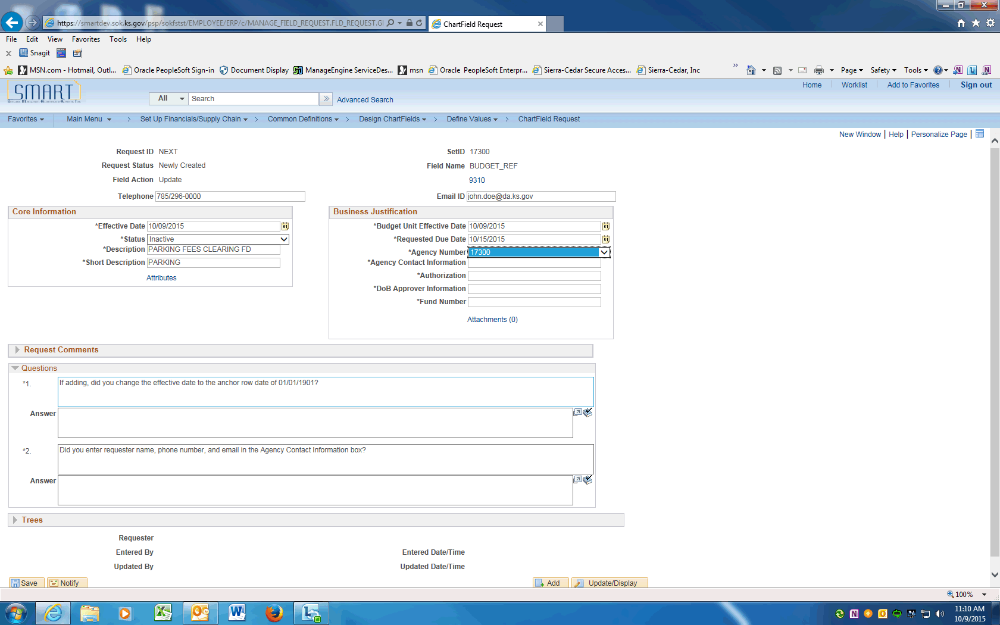 https://smartdev.sok.ks.gov/psp/sokfstst/EMPLOYEE/ERP/c/MANAGE_FIELD_REQUEST.FLD_REQUEST.GI
ChartField Request
File Edit View Favorites Tools Help
Snagit
MSN.com - Hotmail, Outl... Oracle PeopleSoft Sign-in Document Display ManageEngine ServiceDes... msn Oracle PeopleSoft Enterpr... Sierra-Cedar Secure Acces... Sierra-Cedar, Inc
Page Safety Tools
SMART
Home Worklist Add to Favorites Sign out
All Search Advanced Search
Favorites Main Menu > Set Up Financials/Supply Chain > Common Definitions > Design ChartFields > Define Values > ChartField Request
New Window | Help | Personalize Page |
Request ID NEXT SetID 17300
Request Status Newly Created Field Name BUDGET_REF
Field Action Update 9310
Telephone 785/296-0000 Email ID john.doe@da.ks.gov
Core Information
*Effective Date 10/09/2015
*Status Inactive
*Description PARKING FEES CLEARING FD
*Short Description PARKING
Attributes
Business Justification
*Budget Unit Effective Date 10/09/2015
*Requested Due Date 10/15/2015
*Agency Number 17300
*Agency Contact Information
*Authorization
*DoB Approver Information
*Fund Number
Attachments (0)
Request Comments
Questions
*1. If adding, did you change the effective date to the anchor row date of 01/01/1901?
Answer
*2. Did you enter requester name, phone number, and email in the Agency Contact Information box?
Answer
Trees
Requester
Entered By Entered Date/Time
Updated By Updated Date/Time
Save Notify Add Update/Display
100%
11:10 AM
10/9/2015